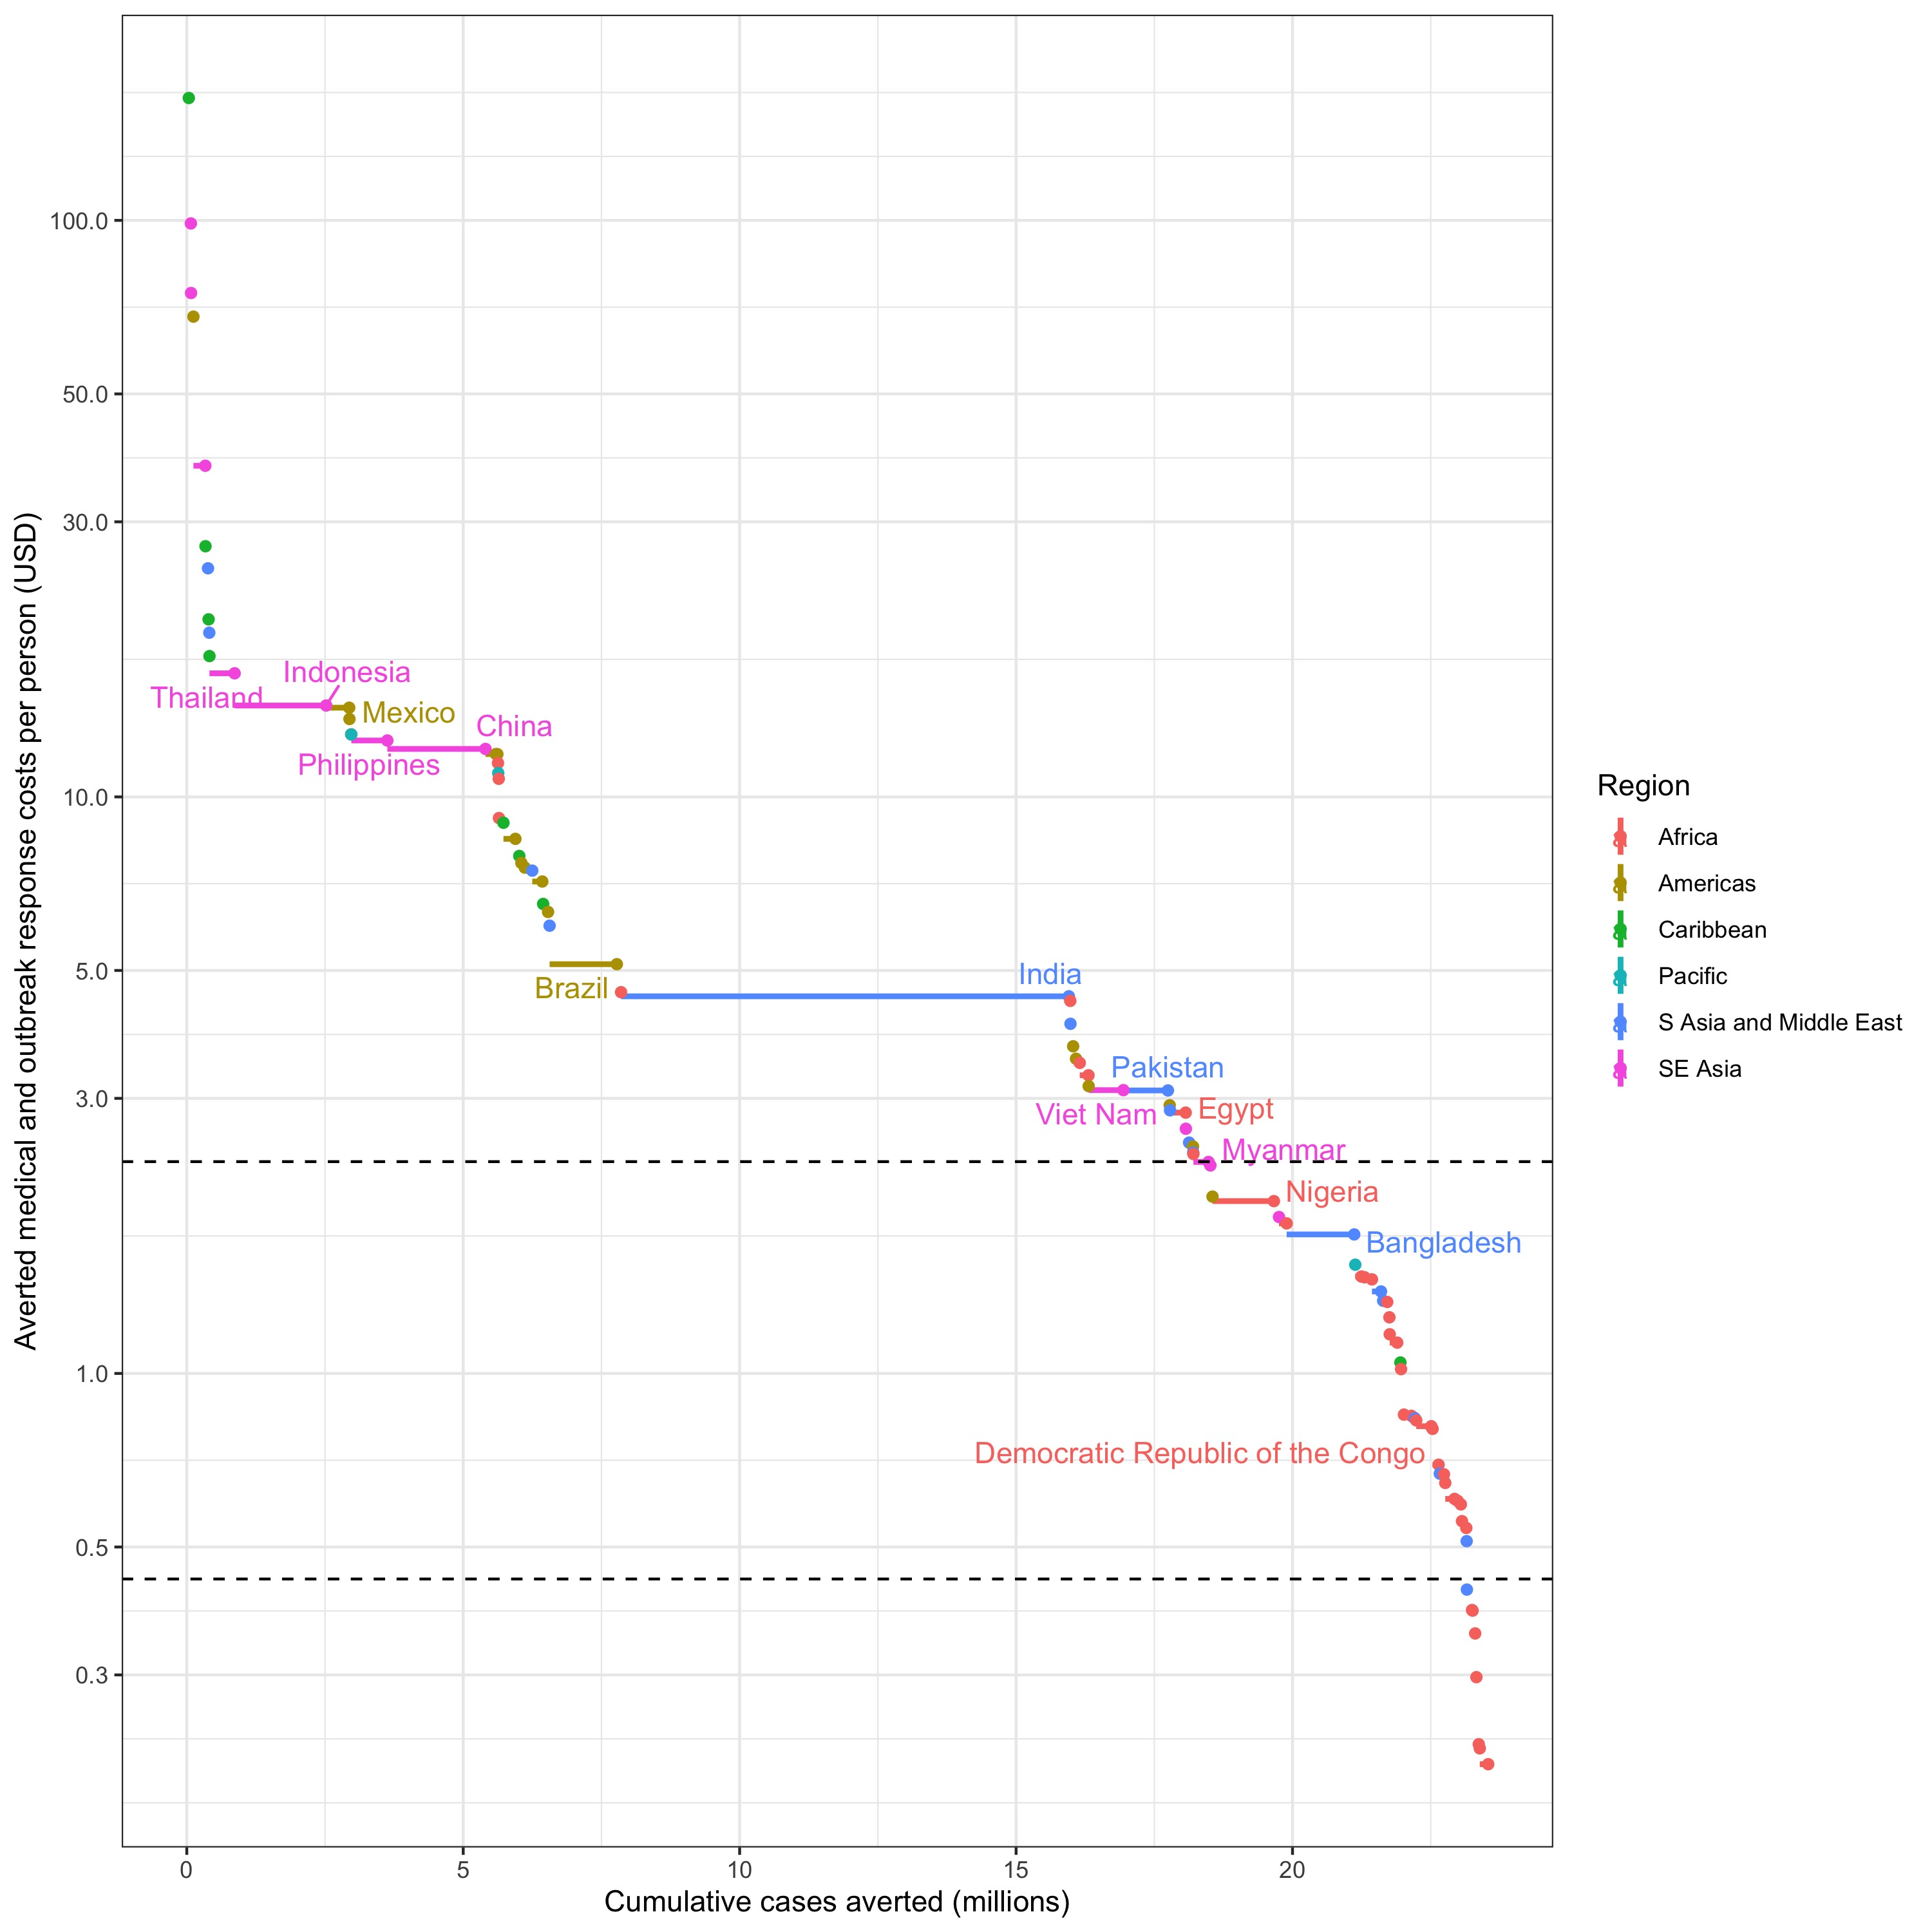 100.0
50.0
30.0
10.0
5.0
3.0
1.0
0.5
0.3
Averted medical and outbreak response costs per person (USD)
Indonesia
Thailand
Mexico
China
Philippines
India
Brazil
Pakistan
Viet Nam
Egypt
Myanmar
Nigeria
Bangladesh
Democratic Republic of the Congo
0
5
10
15
20
Cumulative cases averted (millions)
Region
Africa
Americas
Caribbean
Pacific
S Asia and Middle East
SE Asia